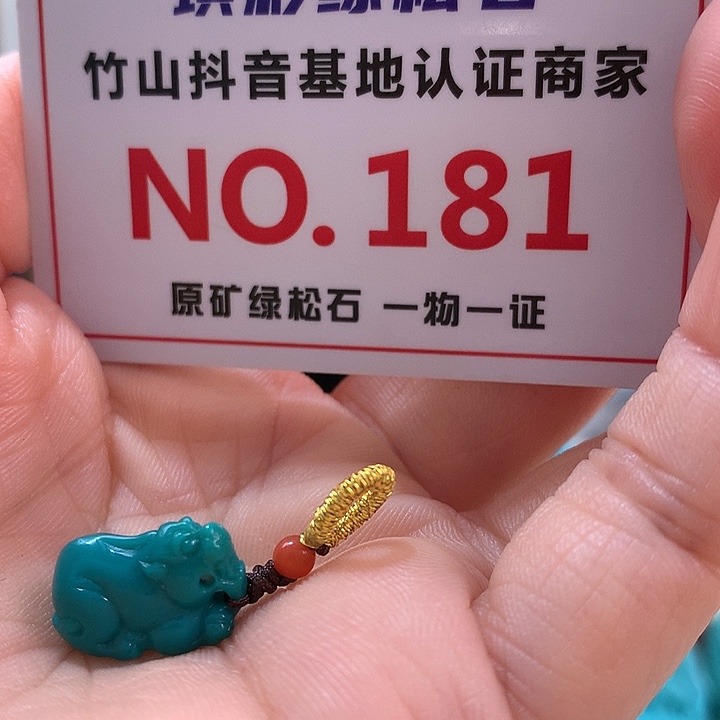 竹山抖音基地认证商家
NO.181
原矿绿松石 一物一证